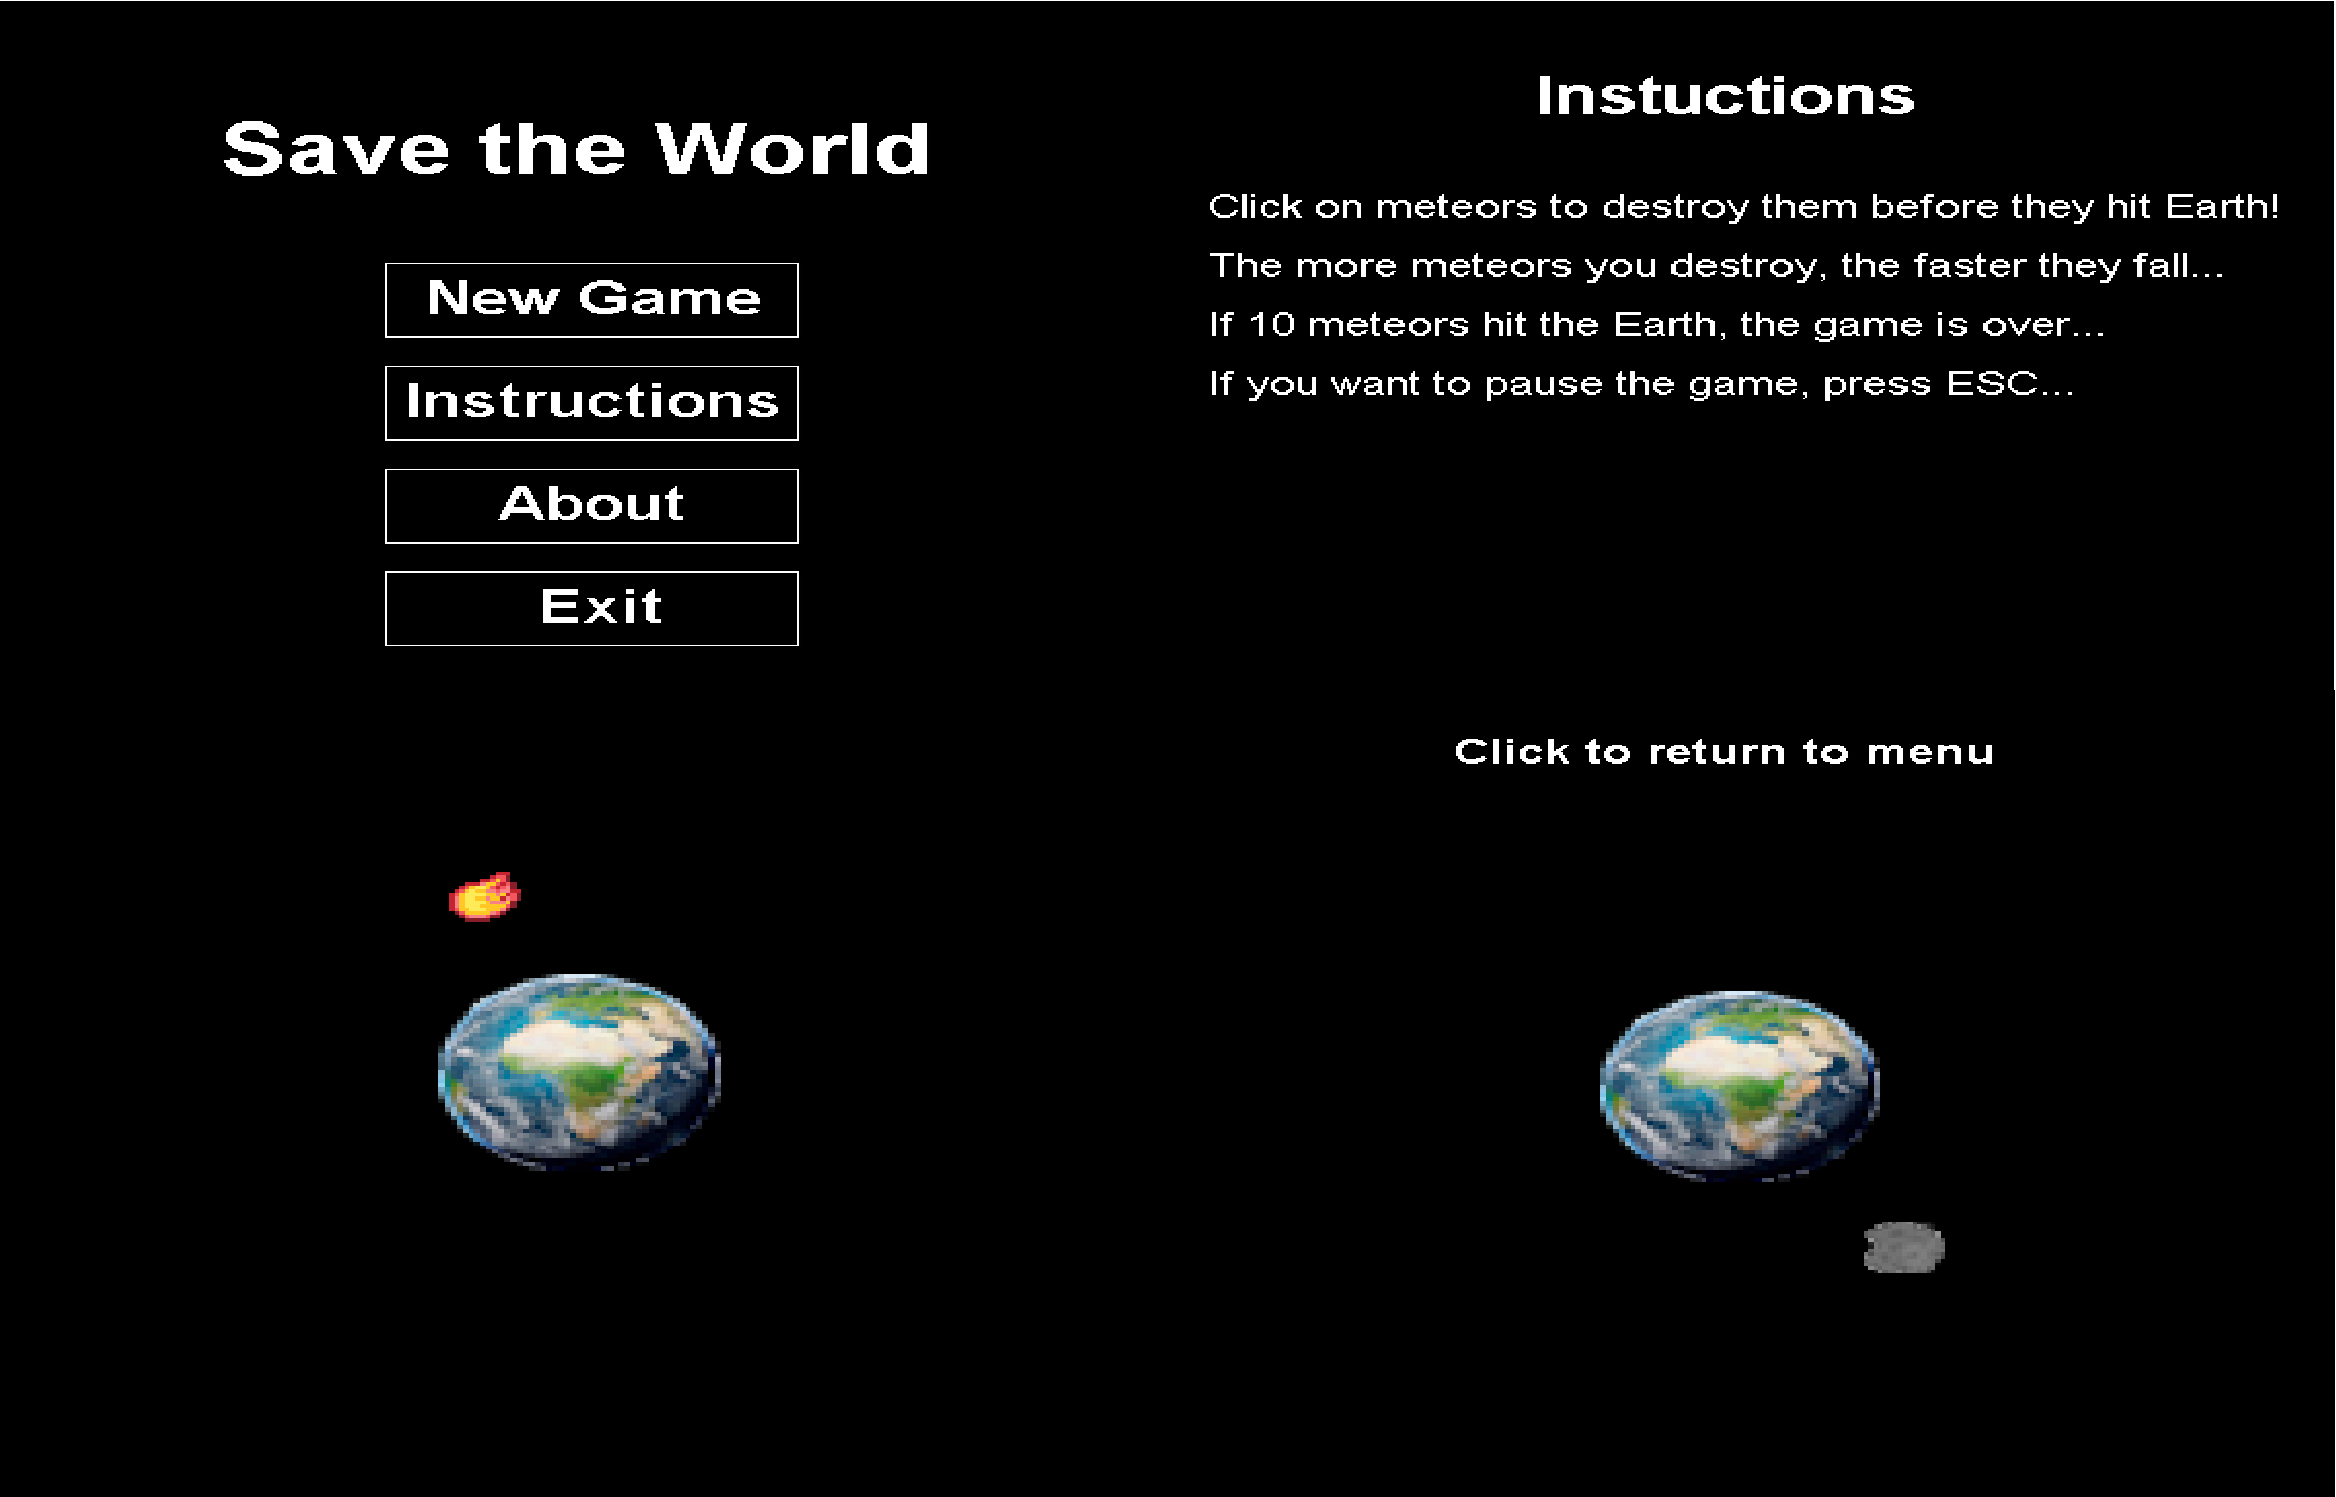 Save the World
New Game
Instructions
About
Exit
Instuctions
Click on meteors to destroy them before they hit Earth!
The more meteors you destroy, the faster they fall...
If 10 meteors hit the Earth, the game is over...
If you want to pause the game, press ESC...
Click to return to menu